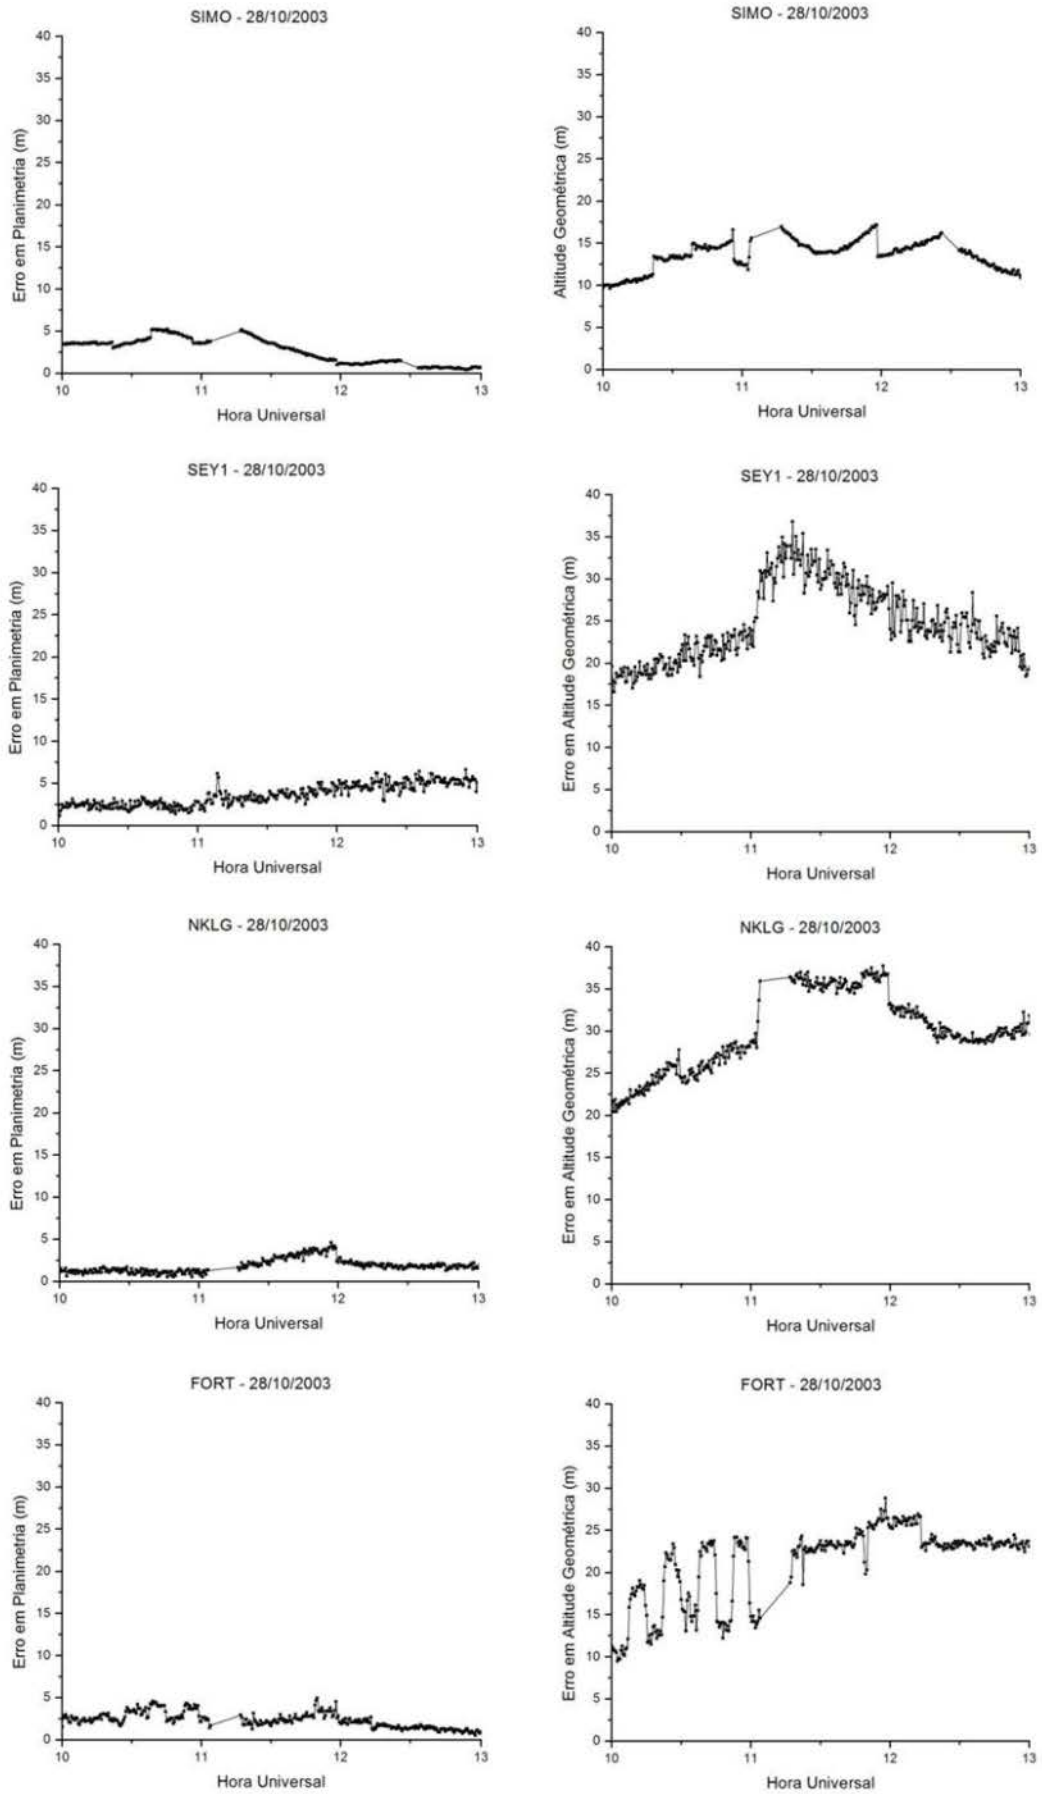 SIMO - 28/10/2003
40
35
30
25
20
15
10
5
0
Erro em Planimetria (m)
10 11 12 13
Hora Universal
SIMO - 28/10/2003
40
35
30
25
20
15
10
5
0
Altitude Geométrica (m)
10 11 12 13
Hora Universal
SEY1 - 28/10/2003
40
35
30
25
20
15
10
5
0
Erro em Planimetria (m)
10 11 12 13
Hora Universal
SEY1 - 28/10/2003
40
35
30
25
20
15
10
5
0
Erro em Altitude Geométrica (m)
10 11 12 13
Hora Universal
NKLG - 28/10/2003
40
35
30
25
20
15
10
5
0
Erro em Planimetria (m)
10 11 12 13
Hora Universal
NKLG - 28/10/2003
40
35
30
25
20
15
10
5
0
Erro em Altitude Geométrica (m)
10 11 12 13
Hora Universal
FORT - 28/10/2003
40
35
30
25
20
15
10
5
0
Erro em Planimetria (m)
10 11 12 13
Hora Universal
FORT - 28/10/2003
40
35
30
25
20
15
10
5
0
Erro em Altitude Geométrica (m)
10 11 12 13
Hora Universal